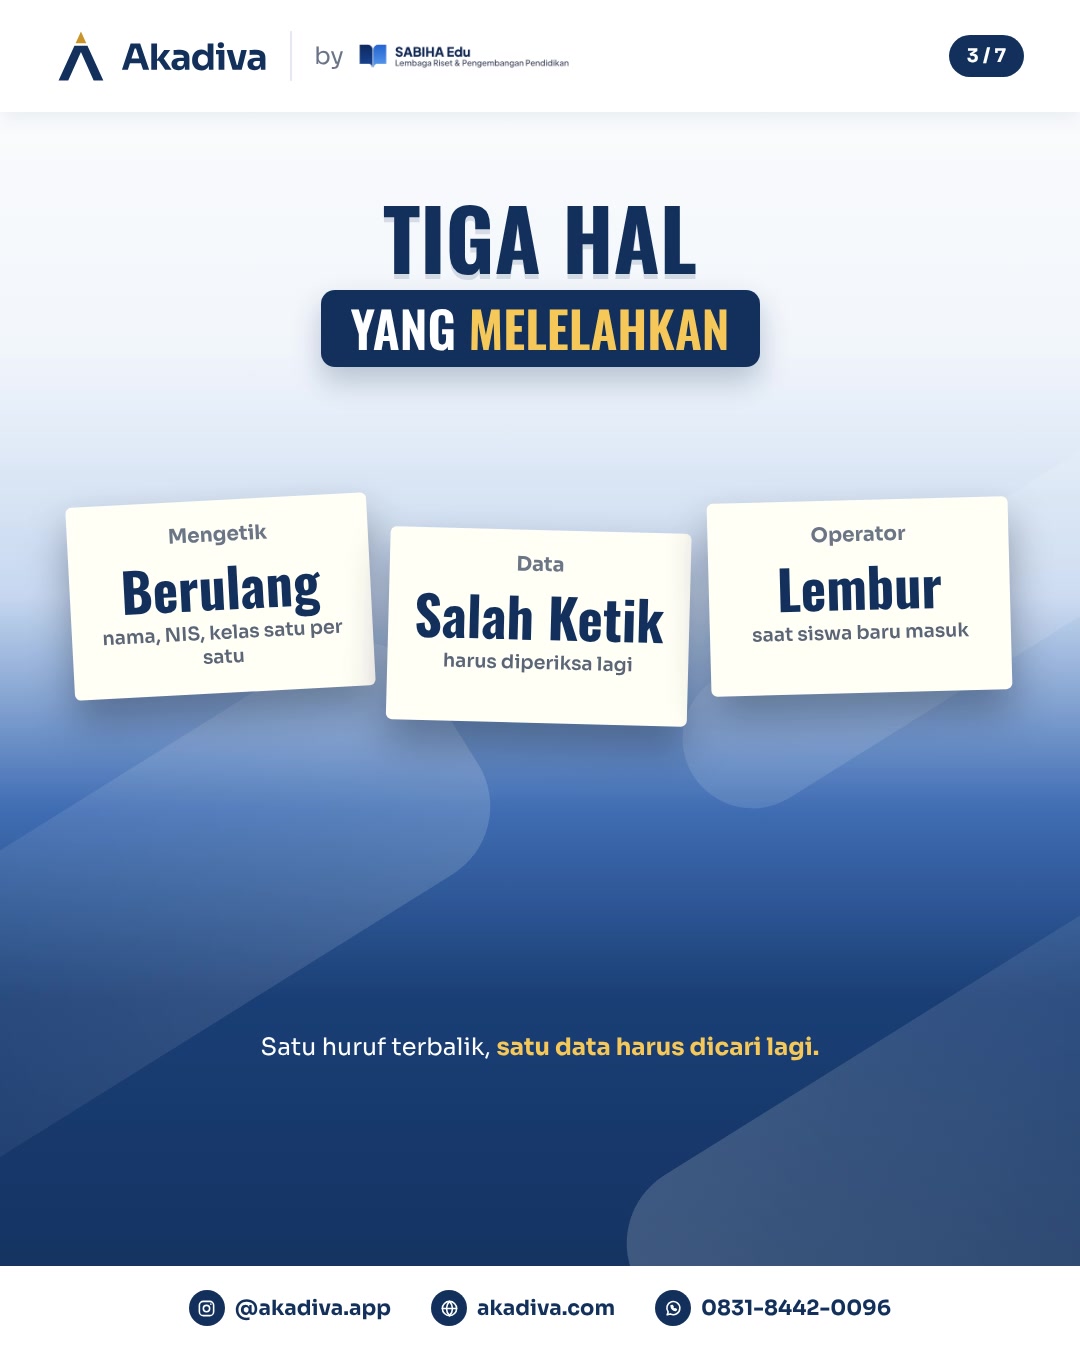 Akadiva
by
SABIHA Edu
Lembaga Riset & Pengembangan Pendidikan
3 / 7
TIGA HAL
YANG MELELAHKAN
Mengetik
Berulang
nama, NIS, kelas satu per
satu
Data
Salah Ketik
harus diperiksa lagi
Operator
Lembur
saat siswa baru masuk
Satu huruf terbalik, satu data harus dicari lagi.
@akadiva.app
akadiva.com
0831-8442-0096